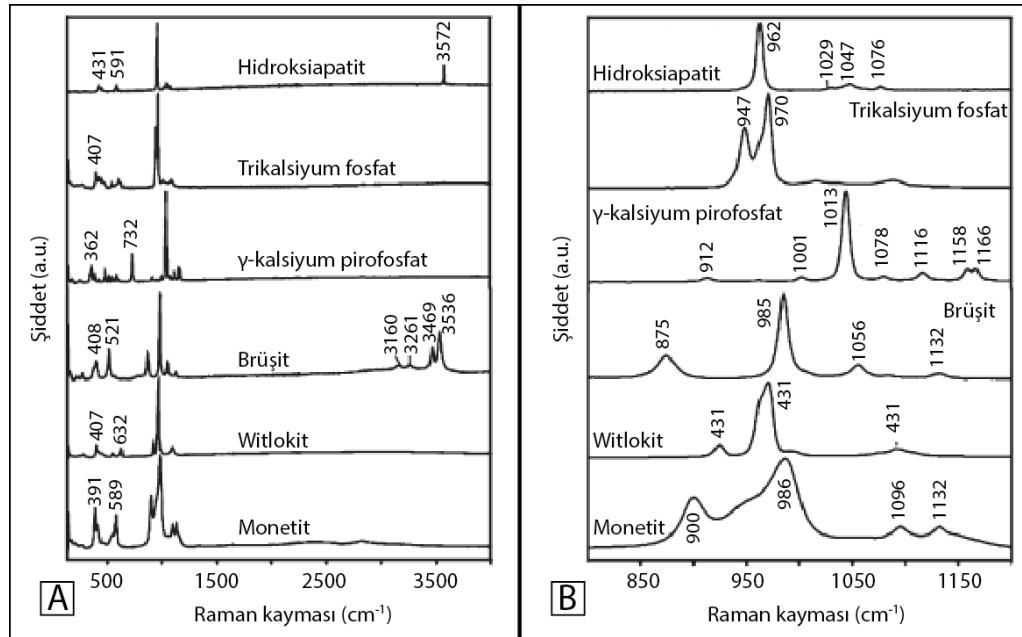 Şiddet (a.u.)
431
591
3572
Hidroksiapatit
407
Trikalsiyum fosfat
362
732
γ-kalsiyum pirofosfat
408
521
3160
3261
3469
3536
Brüşit
407
632
Witlokit
391
589
Monetit
A
500
1500
2500
3500
Raman kayması (cm⁻¹)
Şiddet (a.u.)
962
1029
1047
1076
Hidroksiapatit
947
970
Trikalsiyum fosfat
γ-kalsiyum pirofosfat
1013
912
1001
1078
1116
1158
1166
Brüşit
875
985
1056
1132
431
431
431
Witlokit
900
986
1096
1132
Monetit
B
850
950
1050
1150
Raman kayması (cm⁻¹)